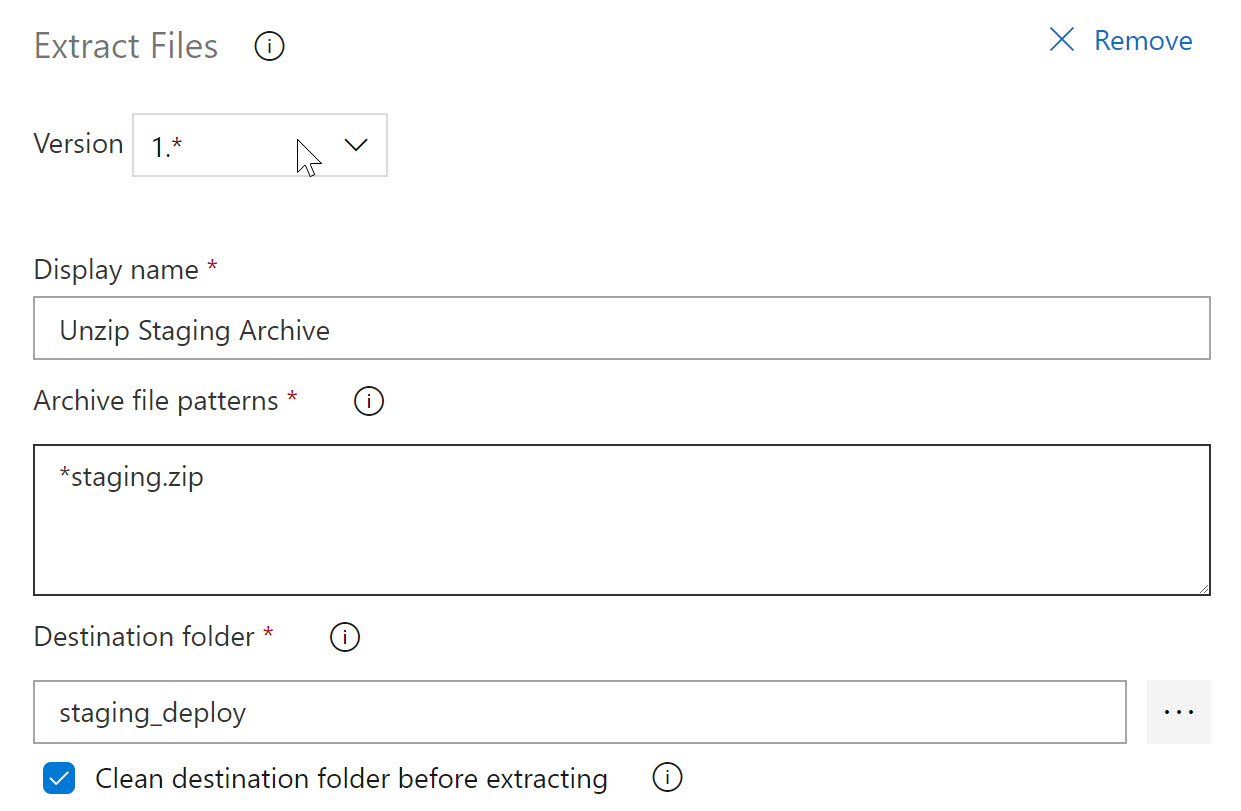 Extract Files
Remove
Version 1.*
Display name *
Unzip Staging Archive
Archive file patterns *
*staging.zip
Destination folder *
staging_deploy
...
Clean destination folder before extracting